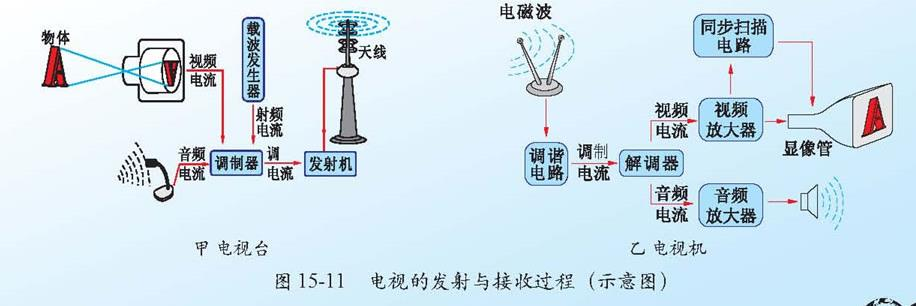 物体
视频
电流
载波发生器
天线
射频
电流
音频
电流
调制器
调
电流
发射机
甲 电视台
电磁波
同步扫描
电路
视频
电流
视频
放大器
显像管
调谐
电路
调制
电流
解调器
音频
电流
音频
放大器
乙 电视机
图 15-11 电视的发射与接收过程（示意图）